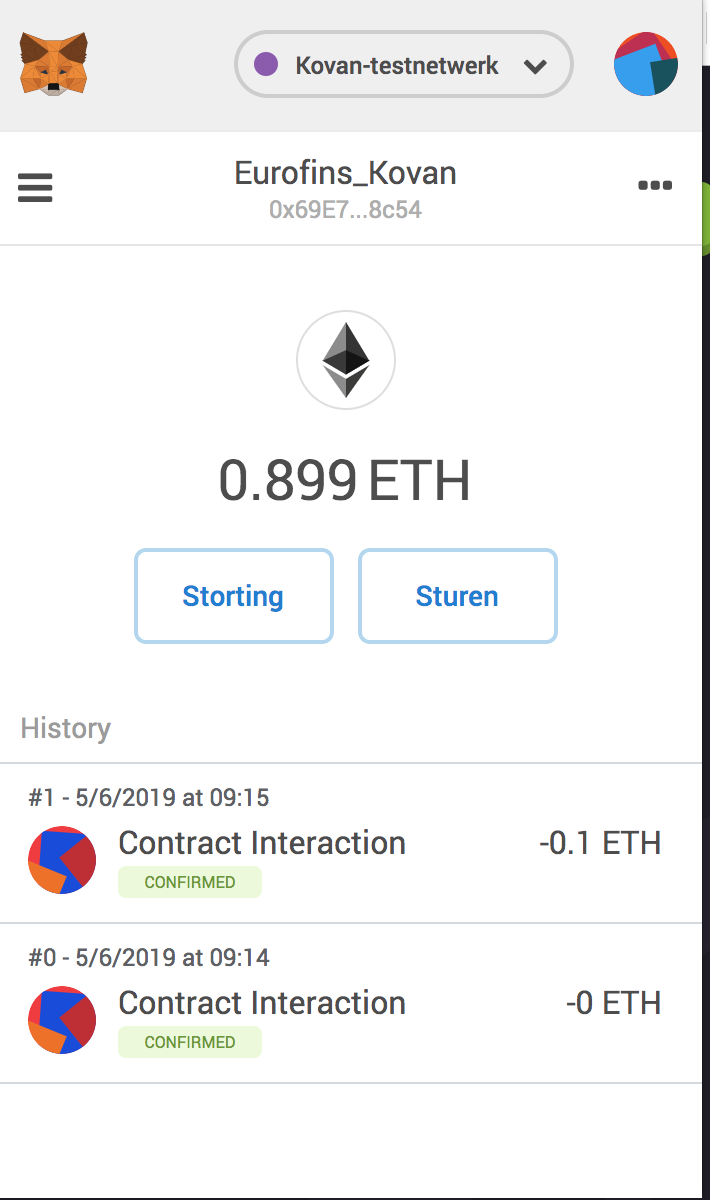 Kovan-testnetwerk
Eurofins_Kovan
0x69E7...8c54
0.899 ETH
Storting
Sturen
History
#1 - 5/6/2019 at 09:15
Contract Interaction
-0.1 ETH
CONFIRMED
#0 - 5/6/2019 at 09:14
Contract Interaction
-0 ETH
CONFIRMED